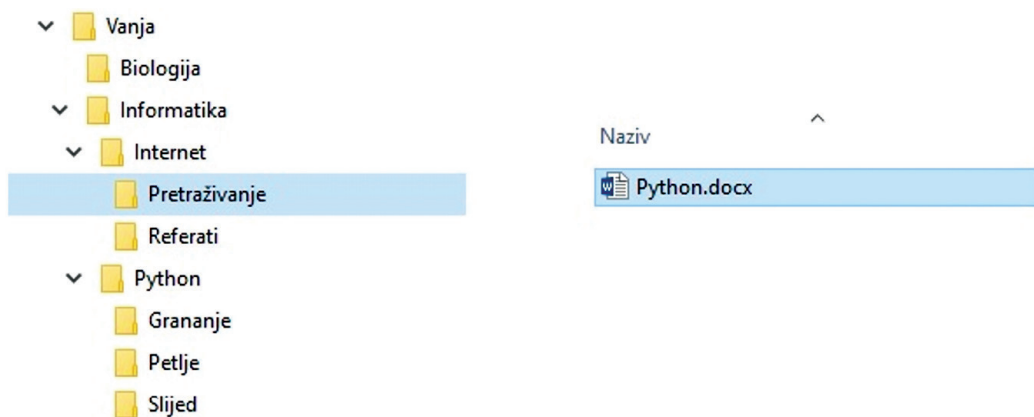 Vanja
Biologija
Informatika
Internet
Pretraživanje
Referati
Python
Grananje
Petlje
Slijed
Naziv
Python.docx